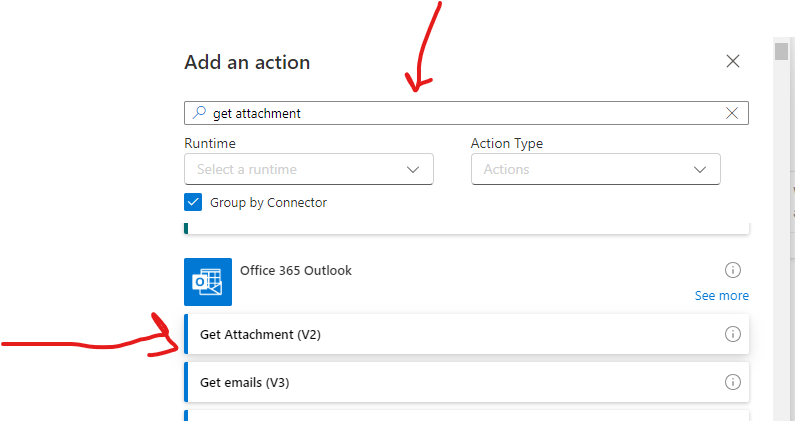 Add an action
get attachment
Runtime
Action Type
Select a runtime
Actions
Group by Connector
Office 365 Outlook
See more
Get Attachment (V2)
Get emails (V3)